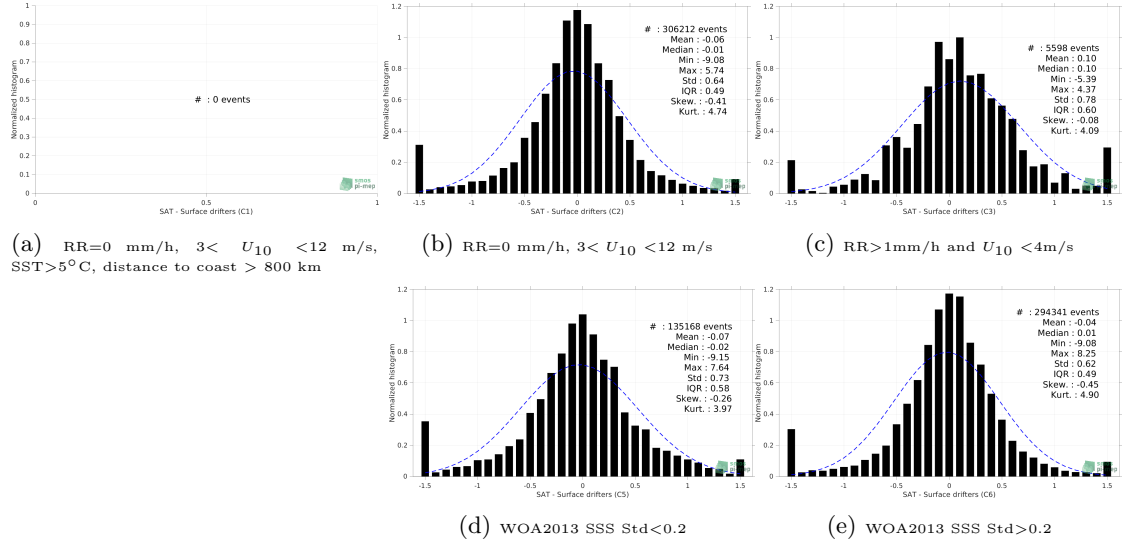 1
0.9
0.8
0.7
0.6
0.5
0.4
0.3
0.2
0.1
0
Normalized histogram
# : 0 events
smos
pi-mep
0 0.5 1
SAT - Surface drifters (C1)
1.2
1
0.8
0.6
0.4
0.2
0
Normalized histogram
# : 306212 events
Mean : -0.06
Median : -0.01
Min : -9.08
Max : 5.74
Std : 0.64
IQR : 0.49
Skew. : -0.41
Kurt. : 4.74
smos
pi-mep
-1.5 -1 -0.5 0 0.5 1 1.5
SAT - Surface drifters (C2)
1.2
1
0.8
0.6
0.4
0.2
0
Normalized histogram
# : 5598 events
Mean : 0.10
Median : 0.10
Min : -5.39
Max : 4.37
Std : 0.78
IQR : 0.60
Skew. : -0.08
Kurt. : 4.09
smos
pi-mep
-1.5 -1 -0.5 0 0.5 1 1.5
SAT - Surface drifters (C3)
(a) RR=0 mm/h, 3< U10 <12 m/s,
SST>5°C, distance to coast > 800 km
(b) RR=0 mm/h, 3< U10 <12 m/s
(c) RR>1mm/h and U10 <4m/s
1.2
1
0.8
0.6
0.4
0.2
0
Normalized histogram
# : 135168 events
Mean : -0.07
Median : -0.02
Min : -9.15
Max : 7.64
Std : 0.73
IQR : 0.58
Skew. : -0.26
Kurt. : 3.97
smos
pi-mep
-1.5 -1 -0.5 0 0.5 1 1.5
SAT - Surface drifters (C5)
1.2
1
0.8
0.6
0.4
0.2
0
Normalized histogram
# : 294341 events
Mean : -0.04
Median : 0.01
Min : -9.08
Max : 8.25
Std : 0.62
IQR : 0.49
Skew. : -0.45
Kurt. : 4.90
smos
pi-mep
-1.5 -1 -0.5 0 0.5 1 1.5
SAT - Surface drifters (C6)
(d) WOA2013 SSS Std<0.2
(e) WOA2013 SSS Std>0.2